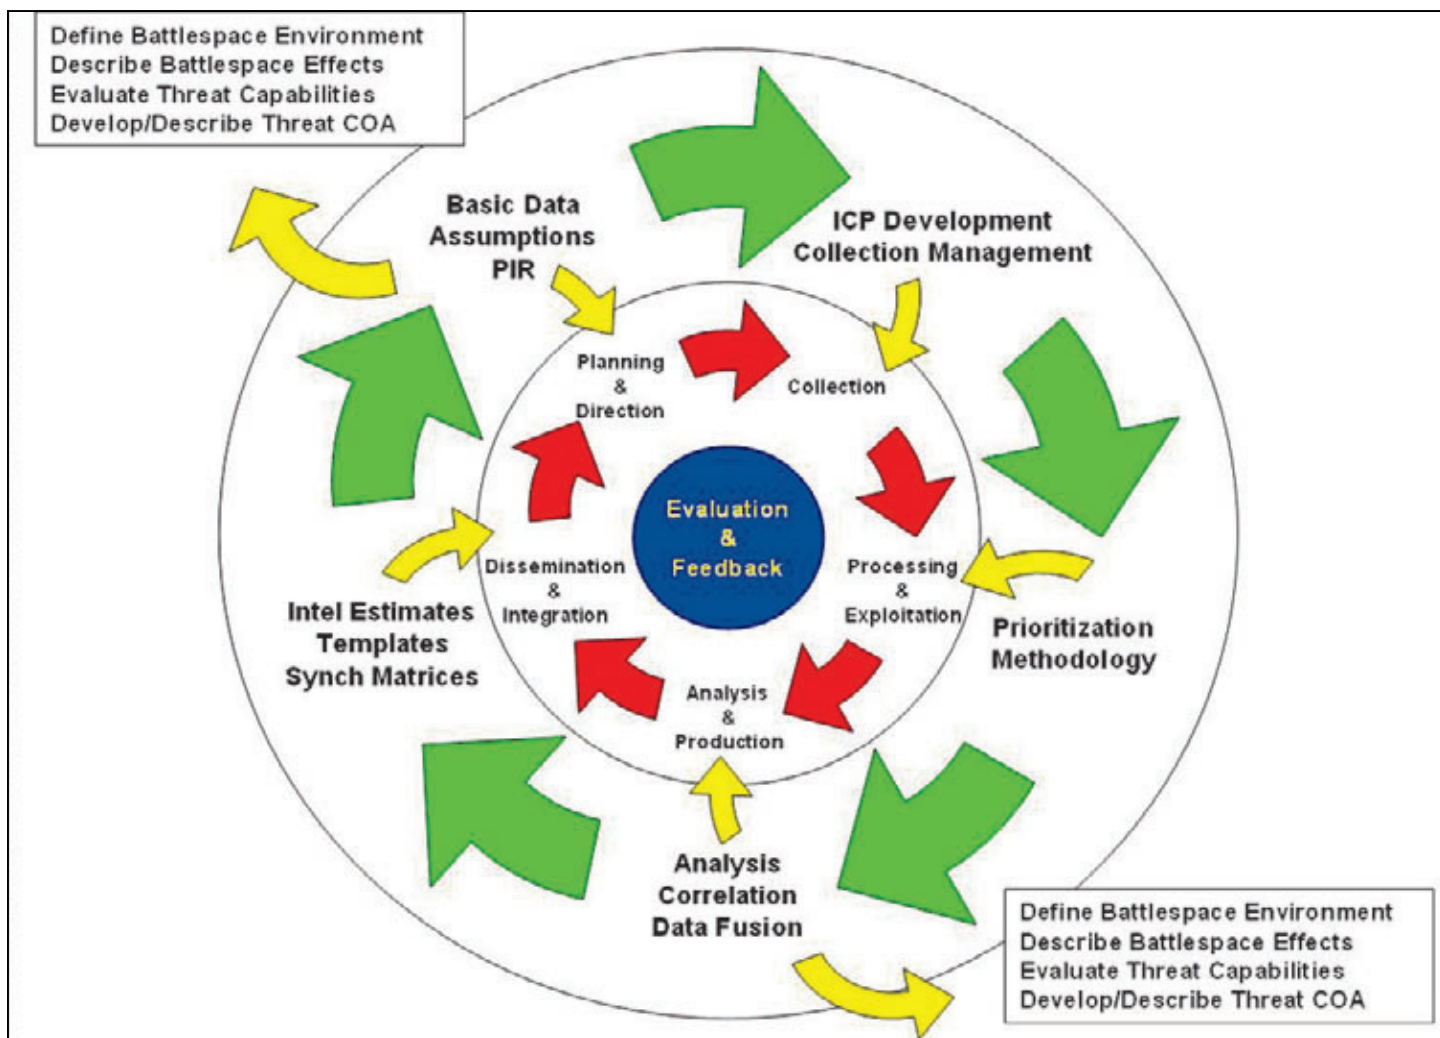 Define Battlespace Environment
Describe Battlespace Effects
Evaluate Threat Capabilities
Develop/Describe Threat COA
Basic Data
Assumptions
PIR
ICP Development
Collection Management
Planning
&
Direction
Collection
Evaluation
&
Feedback
Dissemination
&
Integration
Processing
&
Exploitation
Intel Estimates
Templates
Synch Matrices
Prioritization
Methodology
Analysis
&
Production
Analysis
Correlation
Data Fusion
Define Battlespace Environment
Describe Battlespace Effects
Evaluate Threat Capabilities
Develop/Describe Threat COA